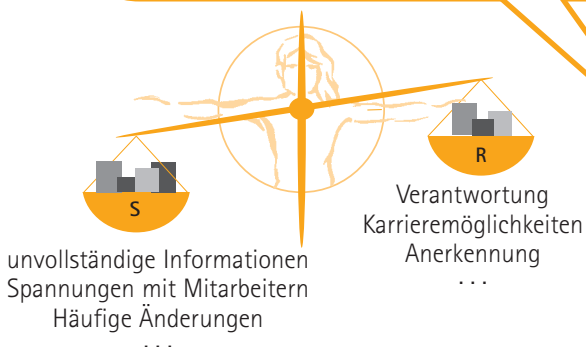 S
unvollständige Informationen
Spannungen mit Mitarbeitern
Häufige Änderungen
...
R
Verantwortung
Karrieremöglichkeiten
Anerkennung
...